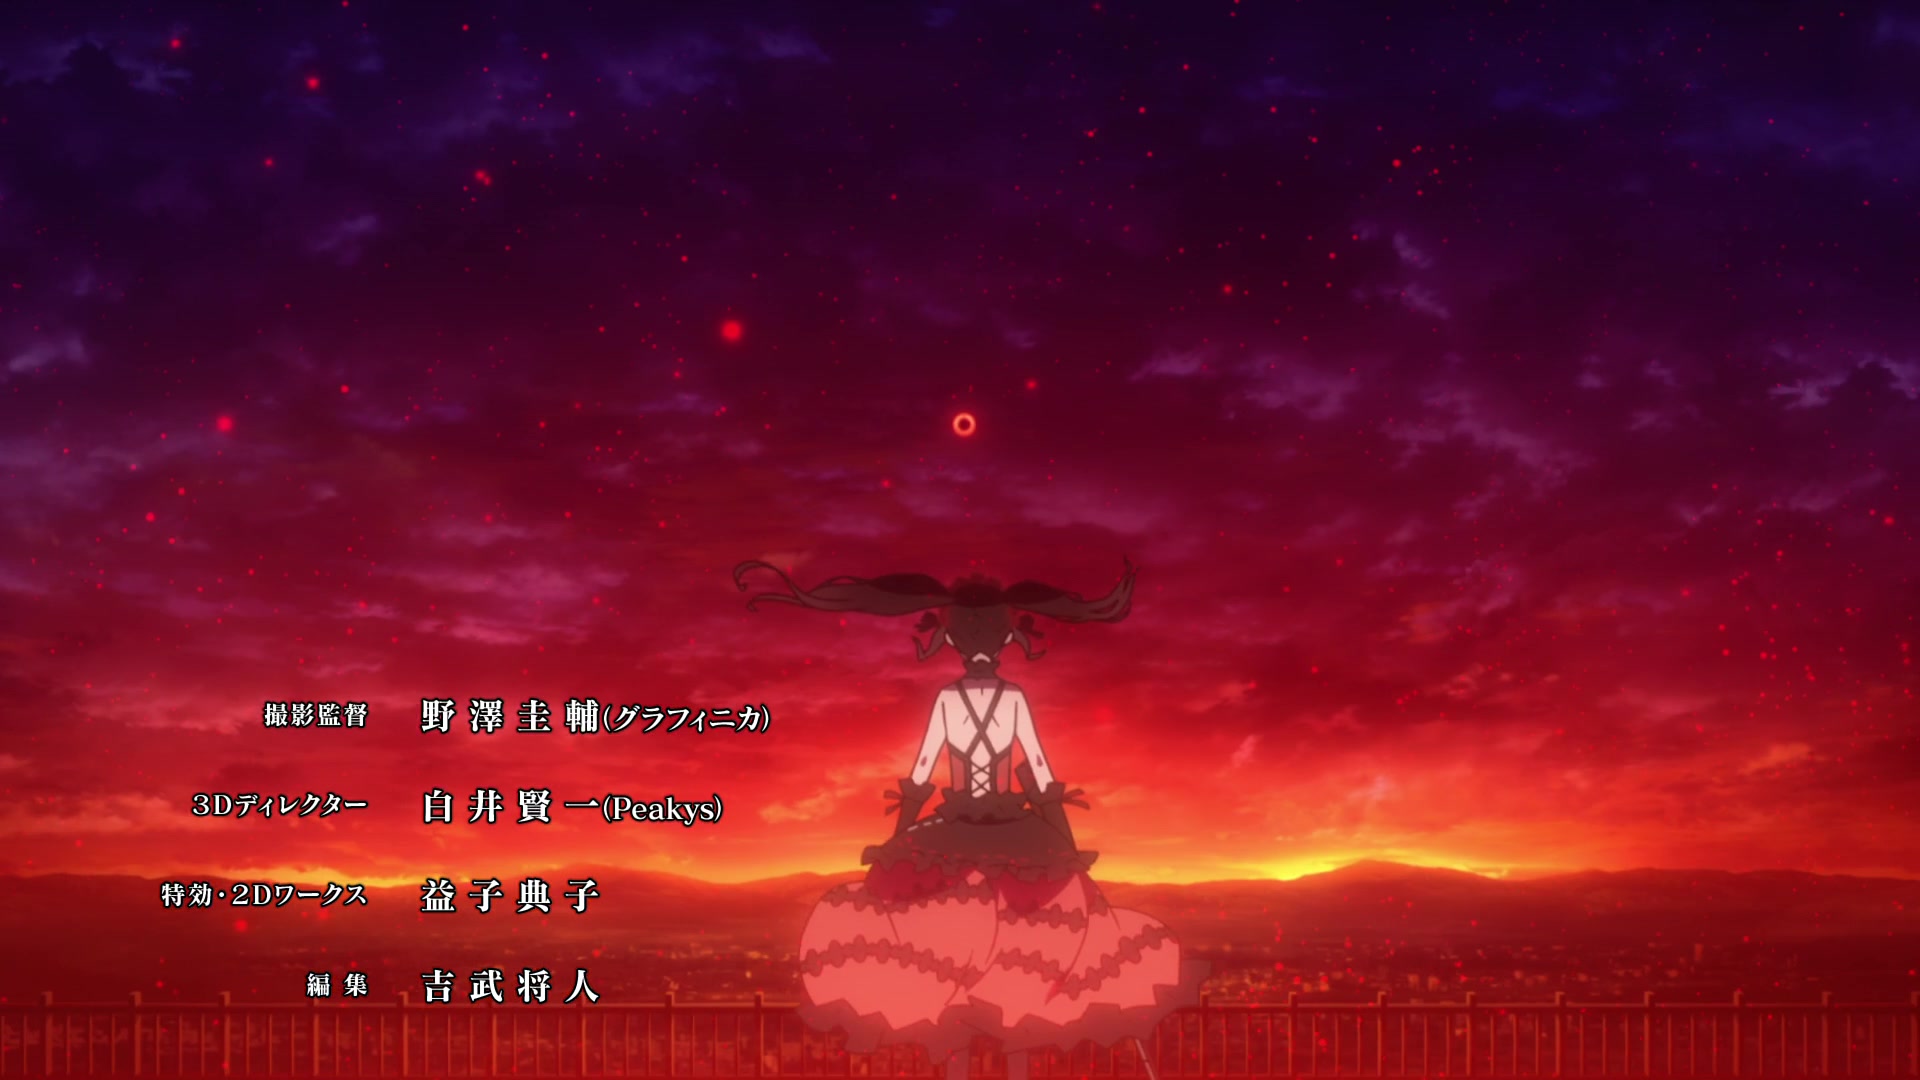 撮影監督 野澤圭輔(グラフィニカ)
3Dディレクター 白井賢一(Peakys)
特効・2Dワークス 益子典子
編集 吉武将人